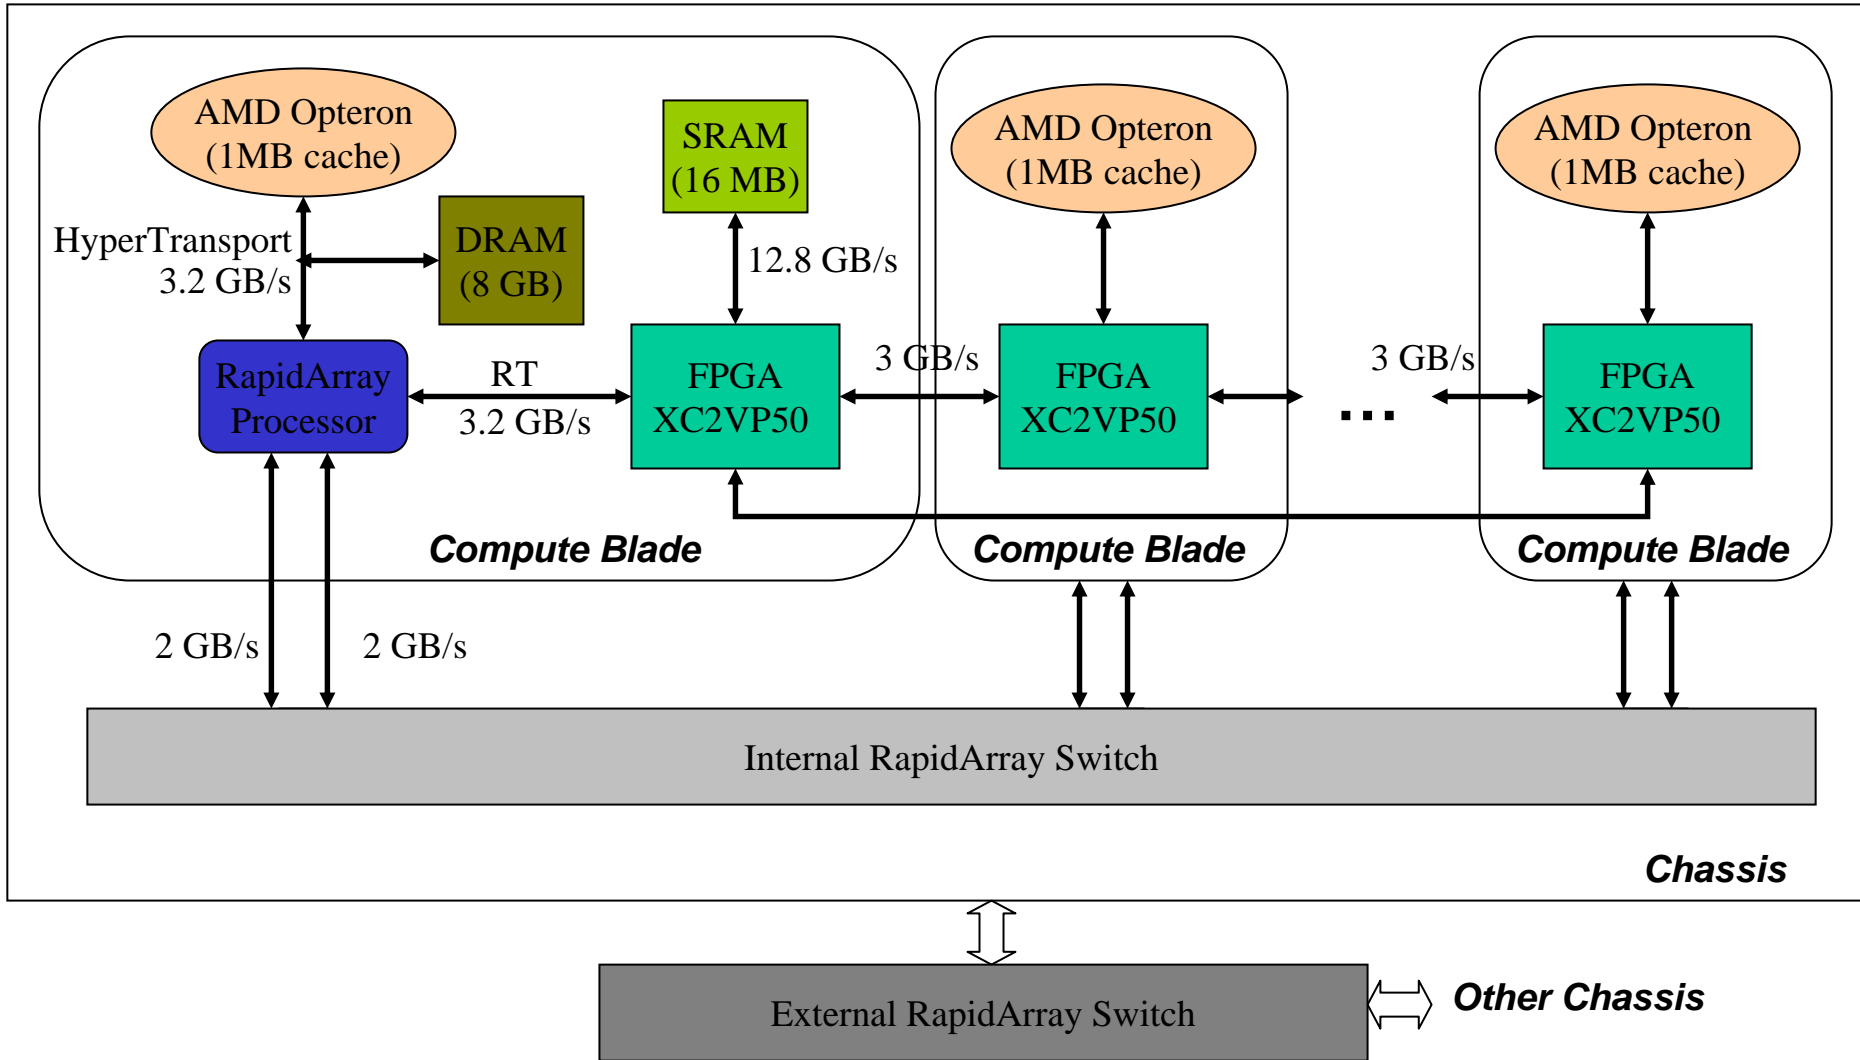 AMD Opteron
(1MB cache)
SRAM
(16 MB)
AMD Opteron
(1MB cache)
AMD Opteron
(1MB cache)
HyperTransport
3.2 GB/s
DRAM
(8 GB)
12.8 GB/s
RapidArray
Processor
RT
3.2 GB/s
FPGA
XC2VP50
3 GB/s
FPGA
XC2VP50
...
3 GB/s
FPGA
XC2VP50
Compute Blade
Compute Blade
Compute Blade
2 GB/s
2 GB/s
Internal RapidArray Switch
Chassis
External RapidArray Switch
Other Chassis